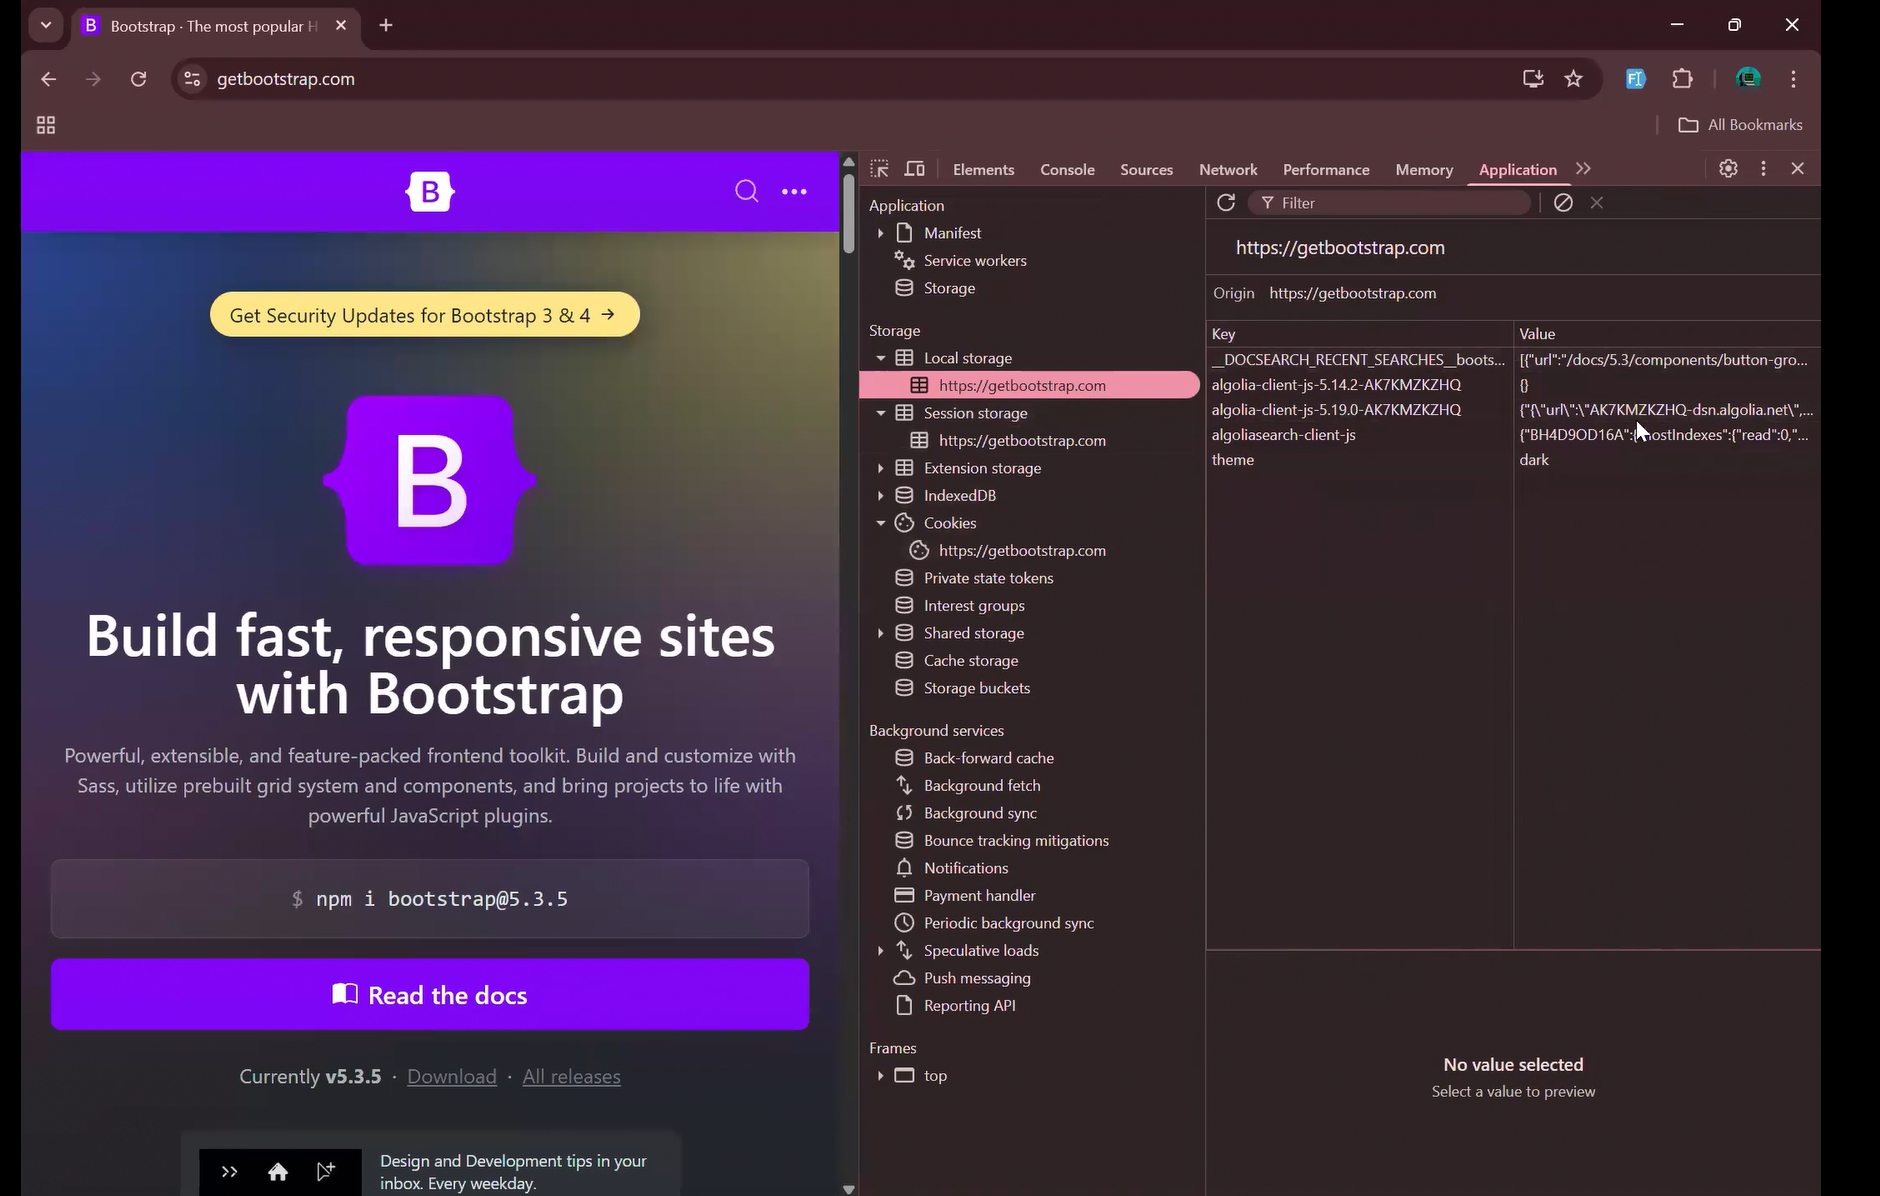 Bootstrap · The most popular H
getbootstrap.com
All Bookmarks
B
Get Security Updates for Bootstrap 3 & 4 →
B
Build fast, responsive sites
with Bootstrap
Powerful, extensible, and feature-packed frontend toolkit. Build and customize with
Sass, utilize prebuilt grid system and components, and bring projects to life with
powerful JavaScript plugins.
$ npm i bootstrap@5.3.5
Read the docs
Currently v5.3.5 · Download · All releases
Design and Development tips in your
inbox. Every weekday.
Elements Console Sources Network Performance Memory Application
Application
Manifest
Service workers
Storage
Storage
Local storage
https://getbootstrap.com
Session storage
https://getbootstrap.com
Extension storage
IndexedDB
Cookies
https://getbootstrap.com
Private state tokens
Interest groups
Shared storage
Cache storage
Storage buckets
Background services
Back-forward cache
Background fetch
Background sync
Bounce tracking mitigations
Notifications
Payment handler
Periodic background sync
Speculative loads
Push messaging
Reporting API
Frames
top
Filter
https://getbootstrap.com
Origin https://getbootstrap.com
Key Value
__DOCSEARCH_RECENT_SEARCHES__boots... [{"url":"/docs/5.3/components/button-gro...
algolia-client-js-5.14.2-AK7KMZKZHQ {}
algolia-client-js-5.19.0-AK7KMZKZHQ {"{\"url\":\"AK7KMZKZHQ-dsn.algolia.net\",...
algoliasearch-client-js {"BH4D9OD16A":{"hostIndexes":{"read":0,"...
theme dark
No value selected
Select a value to preview